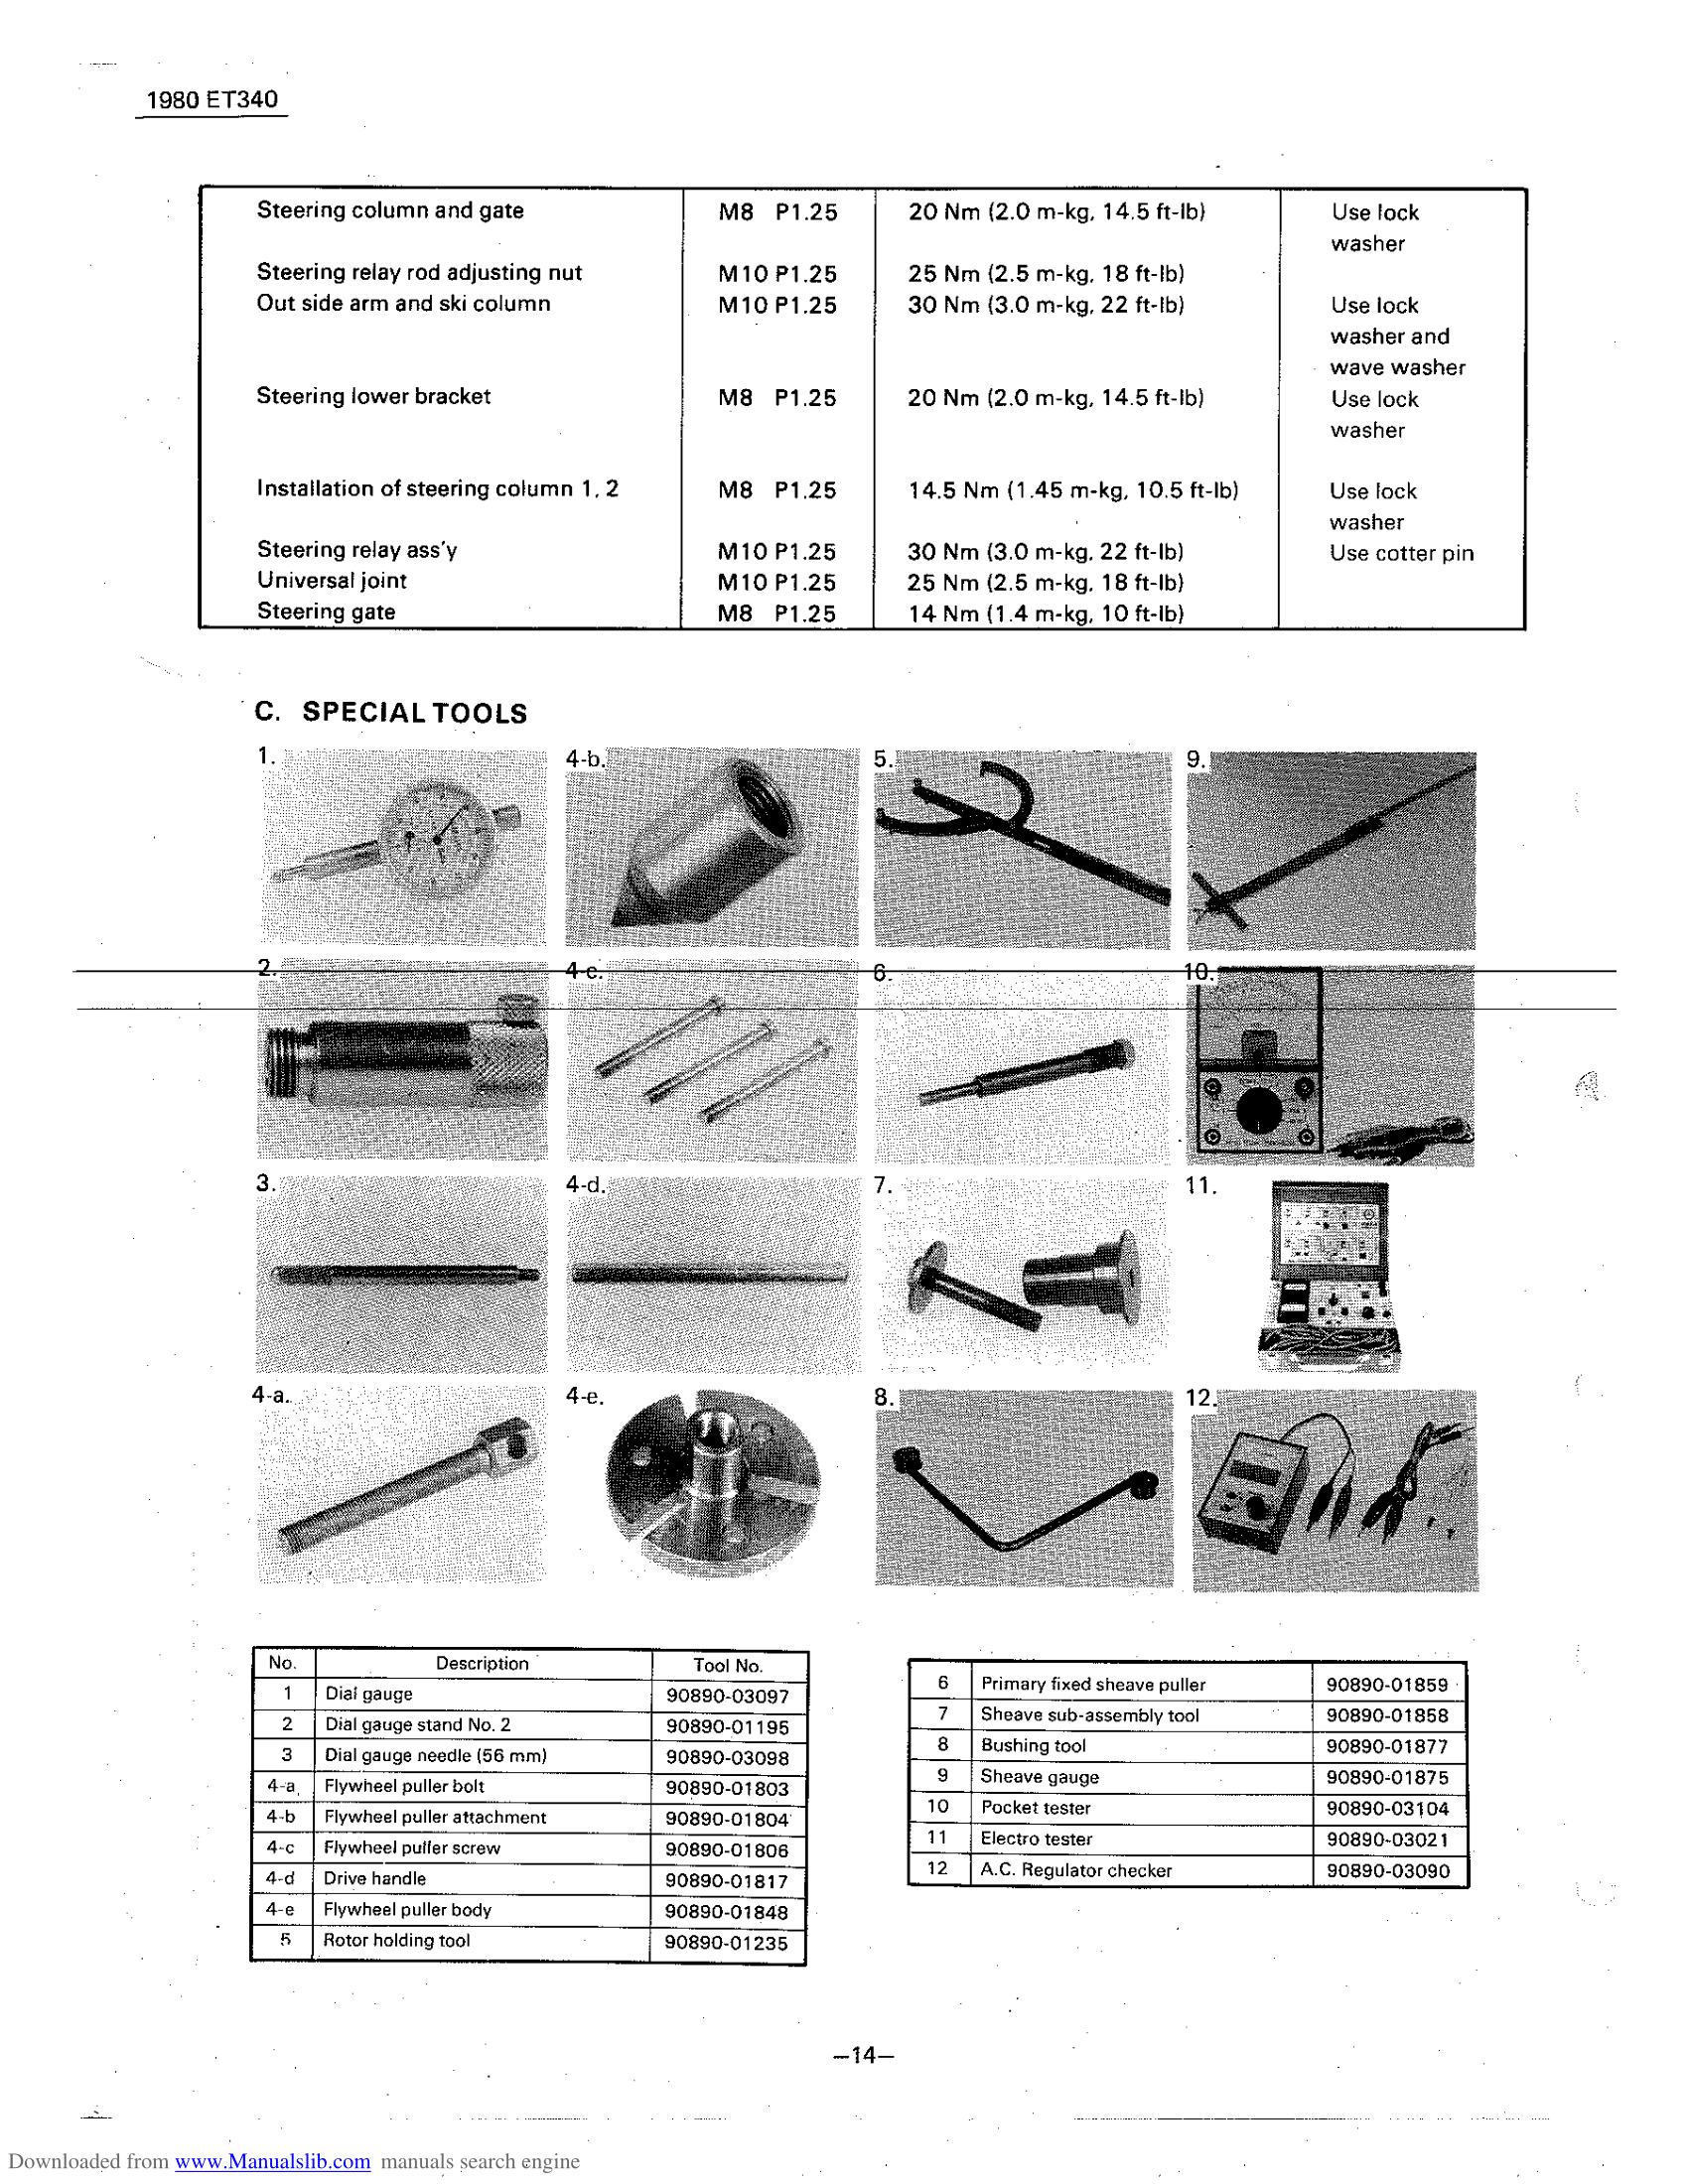 1980 ET340
Steering column and gate M8 P1.25 20 Nm (2.0 m-kg, 14.5 ft-lb) Use lock
washer
Steering relay rod adjusting nut M10 P1.25 25 Nm (2.5 m-kg, 18 ft-lb)
Out side arm and ski column M10 P1.25 30 Nm (3.0 m-kg, 22 ft-lb) Use lock
washer and
wave washer
Steering lower bracket M8 P1.25 20 Nm (2.0 m-kg, 14.5 ft-lb) Use lock
washer
Installation of steering column 1, 2 M8 P1.25 14.5 Nm (1.45 m-kg, 10.5 ft-lb) Use lock
washer
Steering relay ass'y M10 P1.25 30 Nm (3.0 m-kg, 22 ft-lb) Use cotter pin
Universal joint M10 P1.25 25 Nm (2.5 m-kg, 18 ft-lb)
Steering gate M8 P1.25 14 Nm (1.4 m-kg, 10 ft-lb)
C. SPECIAL TOOLS
1. 4-b. 5. 9.
2. 4-c. 6. 10.
3. 4-d. 7. 11.
4-a. 4-e. 8. 12.
No. Description Tool No.
1 Dial gauge 90890-03097
2 Dial gauge stand No. 2 90890-01195
3 Dial gauge needle (56 mm) 90890-03098
4-a Flywheel puller bolt 90890-01803
4-b Flywheel puller attachment 90890-01804
4-c Flywheel puller screw 90890-01806
4-d Drive handle 90890-01817
4-e Flywheel puller body 90890-01848
5 Rotor holding tool 90890-01235
6 Primary fixed sheave puller 90890-01859
7 Sheave sub-assembly tool 90890-01858
8 Bushing tool 90890-01877
9 Sheave gauge 90890-01875
10 Pocket tester 90890-03104
11 Electro tester 90890-03021
12 A.C. Regulator checker 90890-03090
—14—
Downloaded from www.Manualslib.com manuals search engine